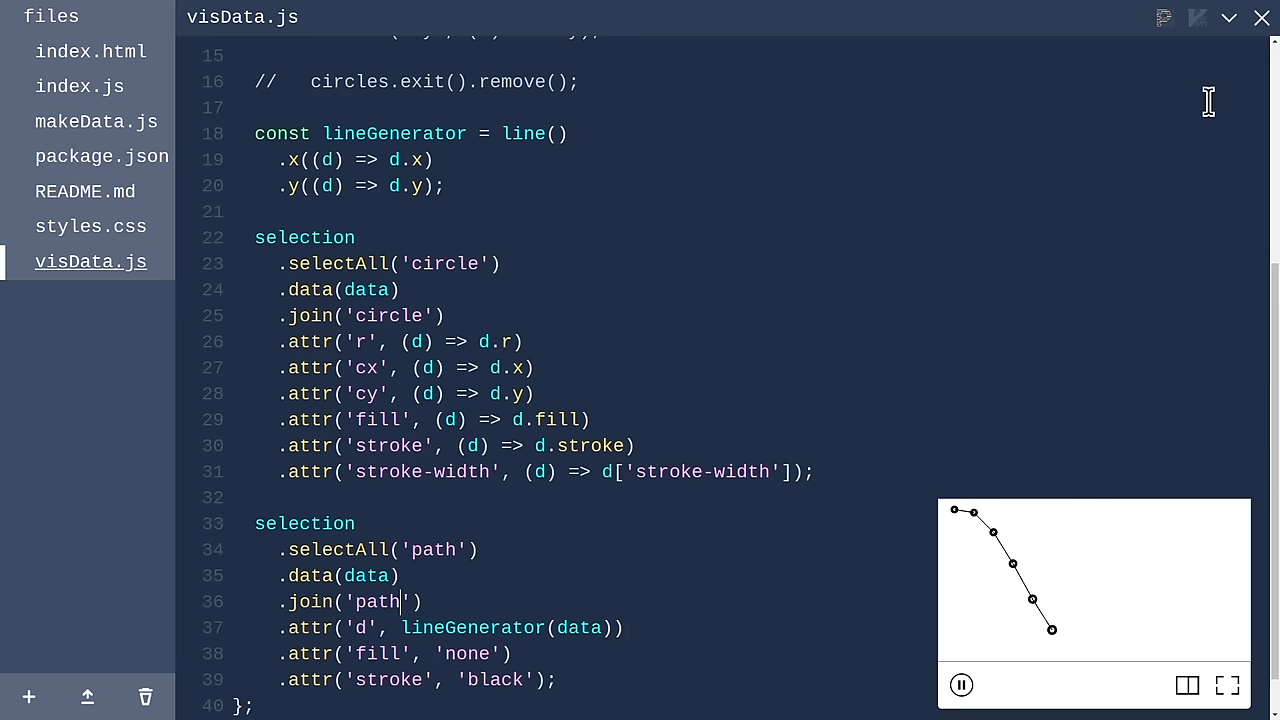 files
index.html
index.js
makeData.js
package.json
README.md
styles.css
visData.js
visData.js
15
16 //   circles.exit().remove();
17
18 const lineGenerator = line()
19 .x((d) => d.x)
20 .y((d) => d.y);
21
22 selection
23 .selectAll('circle')
24 .data(data)
25 .join('circle')
26 .attr('r', (d) => d.r)
27 .attr('cx', (d) => d.x)
28 .attr('cy', (d) => d.y)
29 .attr('fill', (d) => d.fill)
30 .attr('stroke', (d) => d.stroke)
31 .attr('stroke-width', (d) => d['stroke-width']);
32
33 selection
34 .selectAll('path')
35 .data(data)
36 .join('path')
37 .attr('d', lineGenerator(data))
38 .attr('fill', 'none')
39 .attr('stroke', 'black');
40 };